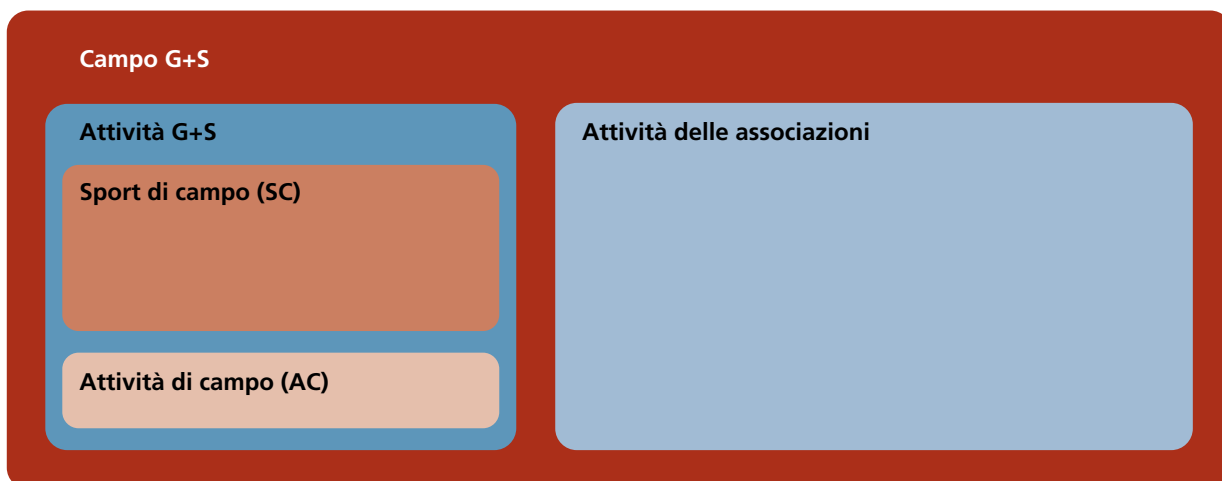 Campo G+S
Attività G+S
Sport di campo (SC)
Attività di campo (AC)
Attività delle associazioni